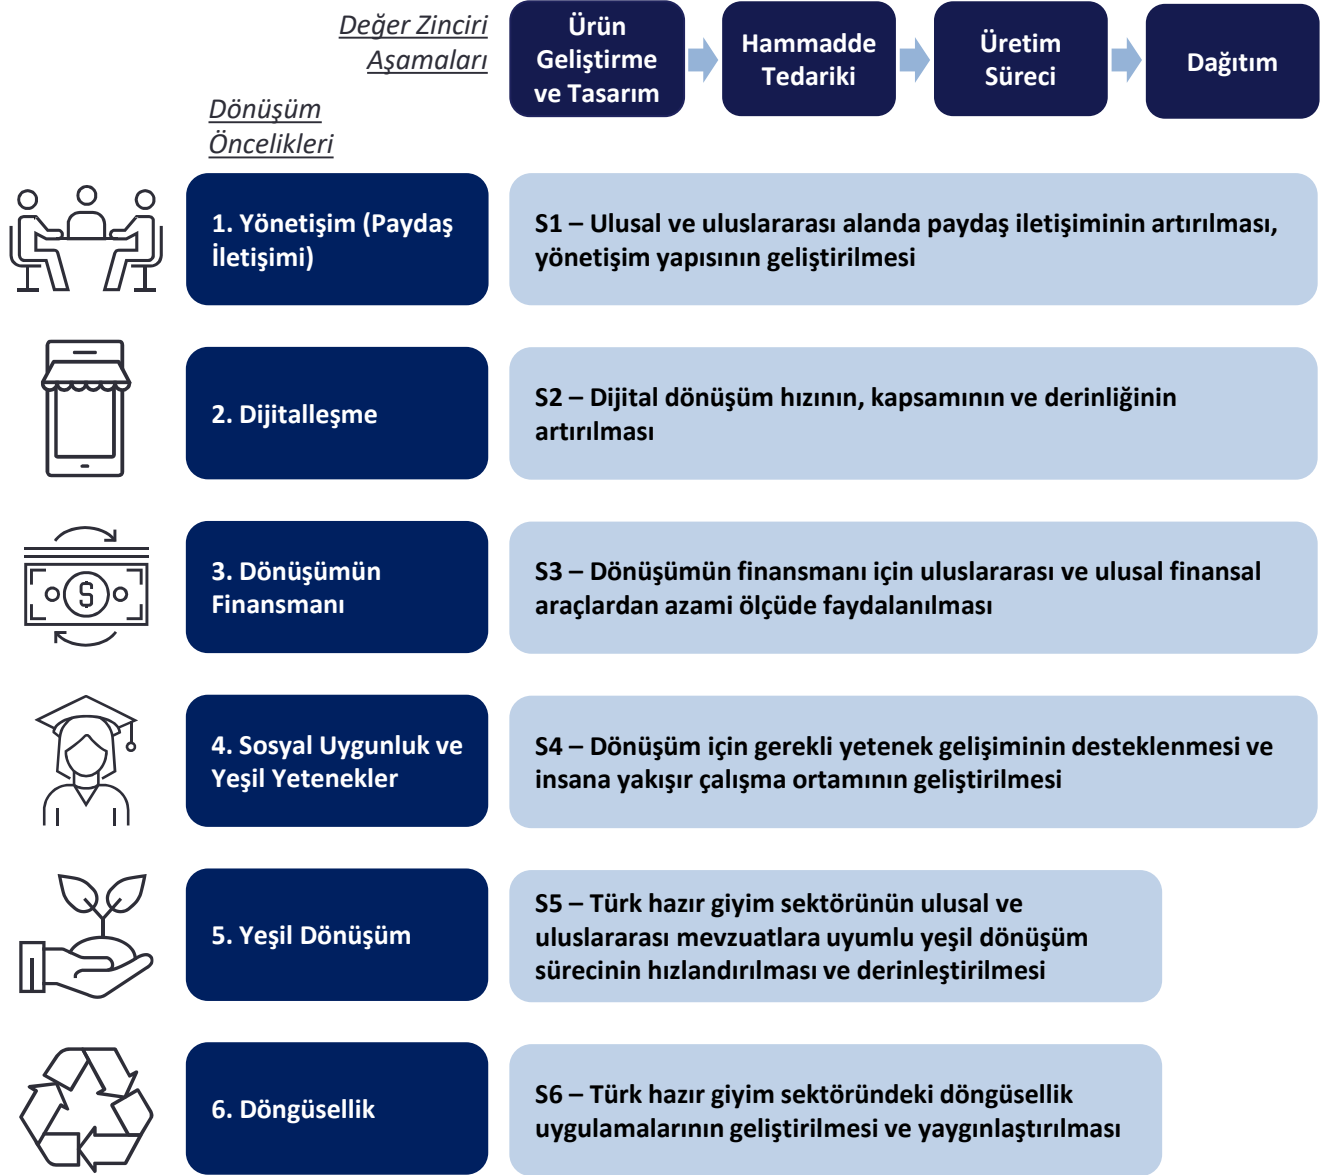 Değer Zinciri
Aşamaları
Ürün
Geliştirme
ve Tasarım
Hammadde
Tedariki
Üretim
Süreci
Dağıtım
Dönüşüm
Öncelikleri
1. Yönetişim (Paydaş
İletişimi)
S1 – Ulusal ve uluslararası alanda paydaş iletişiminin artırılması,
yönetişim yapısının geliştirilmesi
2. Dijitalleşme
S2 – Dijital dönüşüm hızının, kapsamının ve derinliğinin
artırılması
$
3. Dönüşümün
Finansmanı
S3 – Dönüşümün finansmanı için uluslararası ve ulusal finansal
araçlardan azami ölçüde faydalanılması
4. Sosyal Uygunluk ve
Yeşil Yetenekler
S4 – Dönüşüm için gerekli yetenek gelişiminin desteklenmesi ve
insana yakışır çalışma ortamının geliştirilmesi
5. Yeşil Dönüşüm
S5 – Türk hazır giyim sektörünün ulusal ve
uluslararası mevzuatlara uyumlu yeşil dönüşüm
sürecinin hızlandırılması ve derinleştirilmesi
6. Döngüsellik
S6 – Türk hazır giyim sektöründeki döngüsellik
uygulamalarının geliştirilmesi ve yaygınlaştırılması